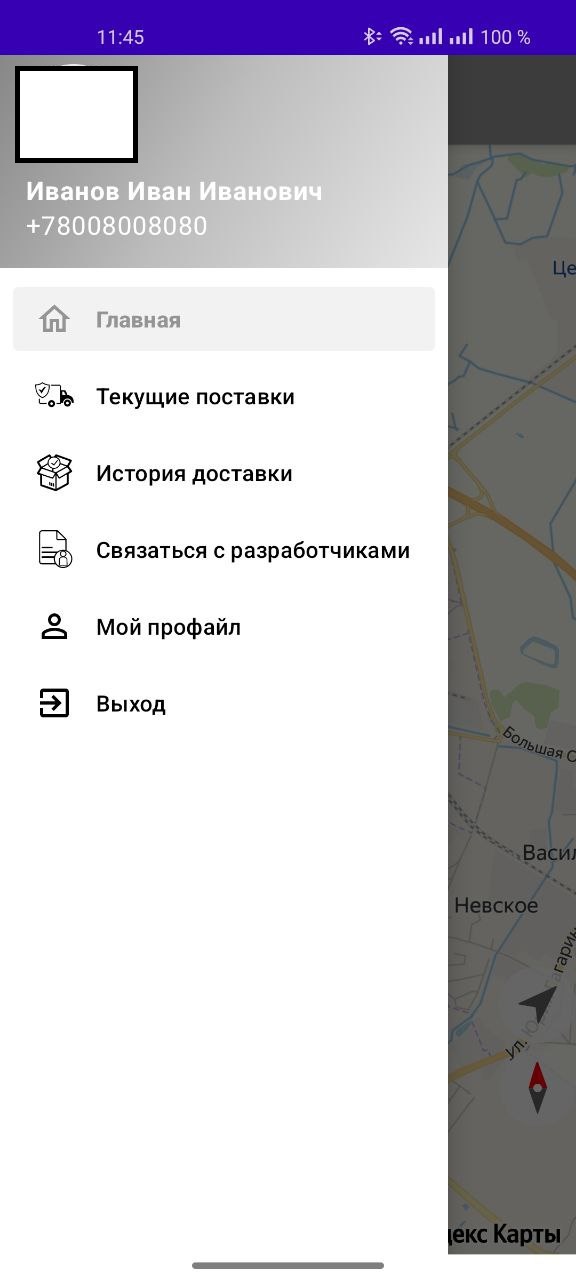 11:45 100 %
Иванов Иван Иванович
+78008008080
Главная
Текущие поставки
История доставки
Связаться с разработчиками
Мой профайл
Выход
Це
Большая О
Васил
Невское
ул. Ю
Гагарин
декс Карты